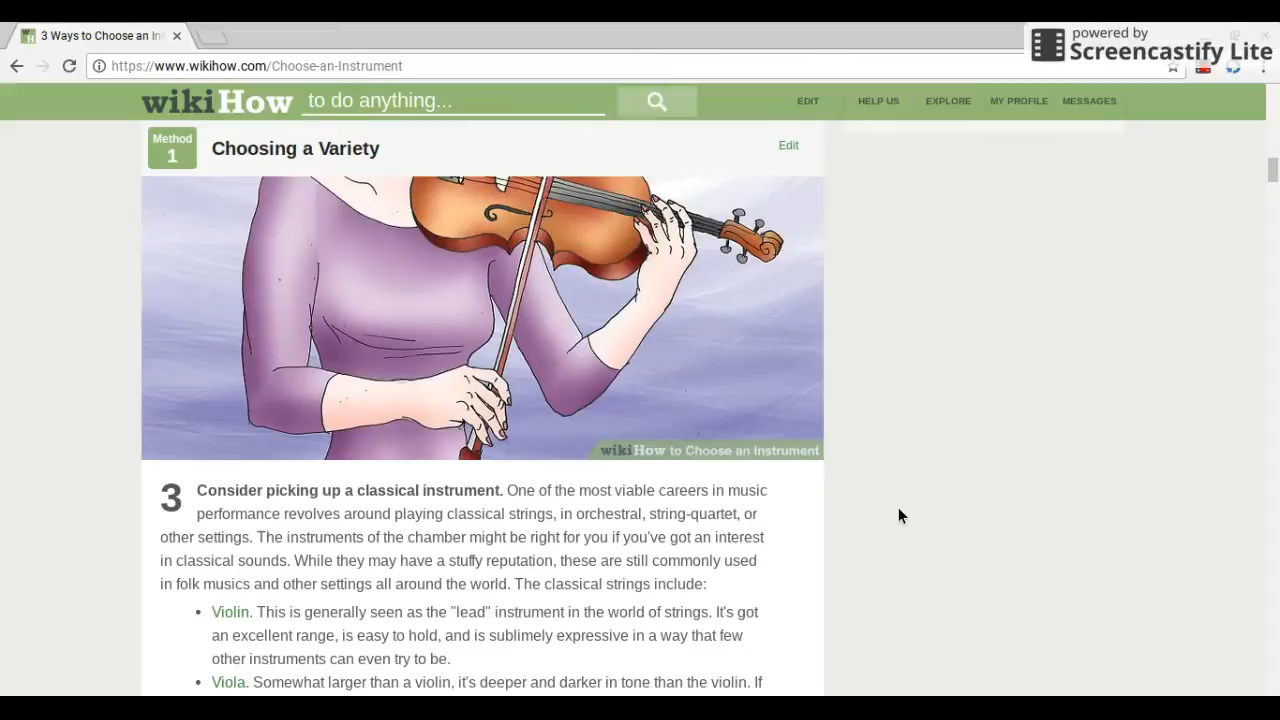 3 Ways to Choose an In
powered by
Screencastify Lite
https://www.wikihow.com/Choose-an-Instrument
wikiHow to do anything...
EDIT HELP US EXPLORE MY PROFILE MESSAGES
Method
1
Choosing a Variety
Edit
wikiHow to Choose an Instrument
3 Consider picking up a classical instrument. One of the most viable careers in music
performance revolves around playing classical strings, in orchestral, string-quartet, or
other settings. The instruments of the chamber might be right for you if you've got an interest
in classical sounds. While they may have a stuffy reputation, these are still commonly used
in folk musics and other settings all around the world. The classical strings include:
• Violin. This is generally seen as the "lead" instrument in the world of strings. It's got
an excellent range, is easy to hold, and is sublimely expressive in a way that few
other instruments can even try to be.
• Viola. Somewhat larger than a violin, it's deeper and darker in tone than the violin. If